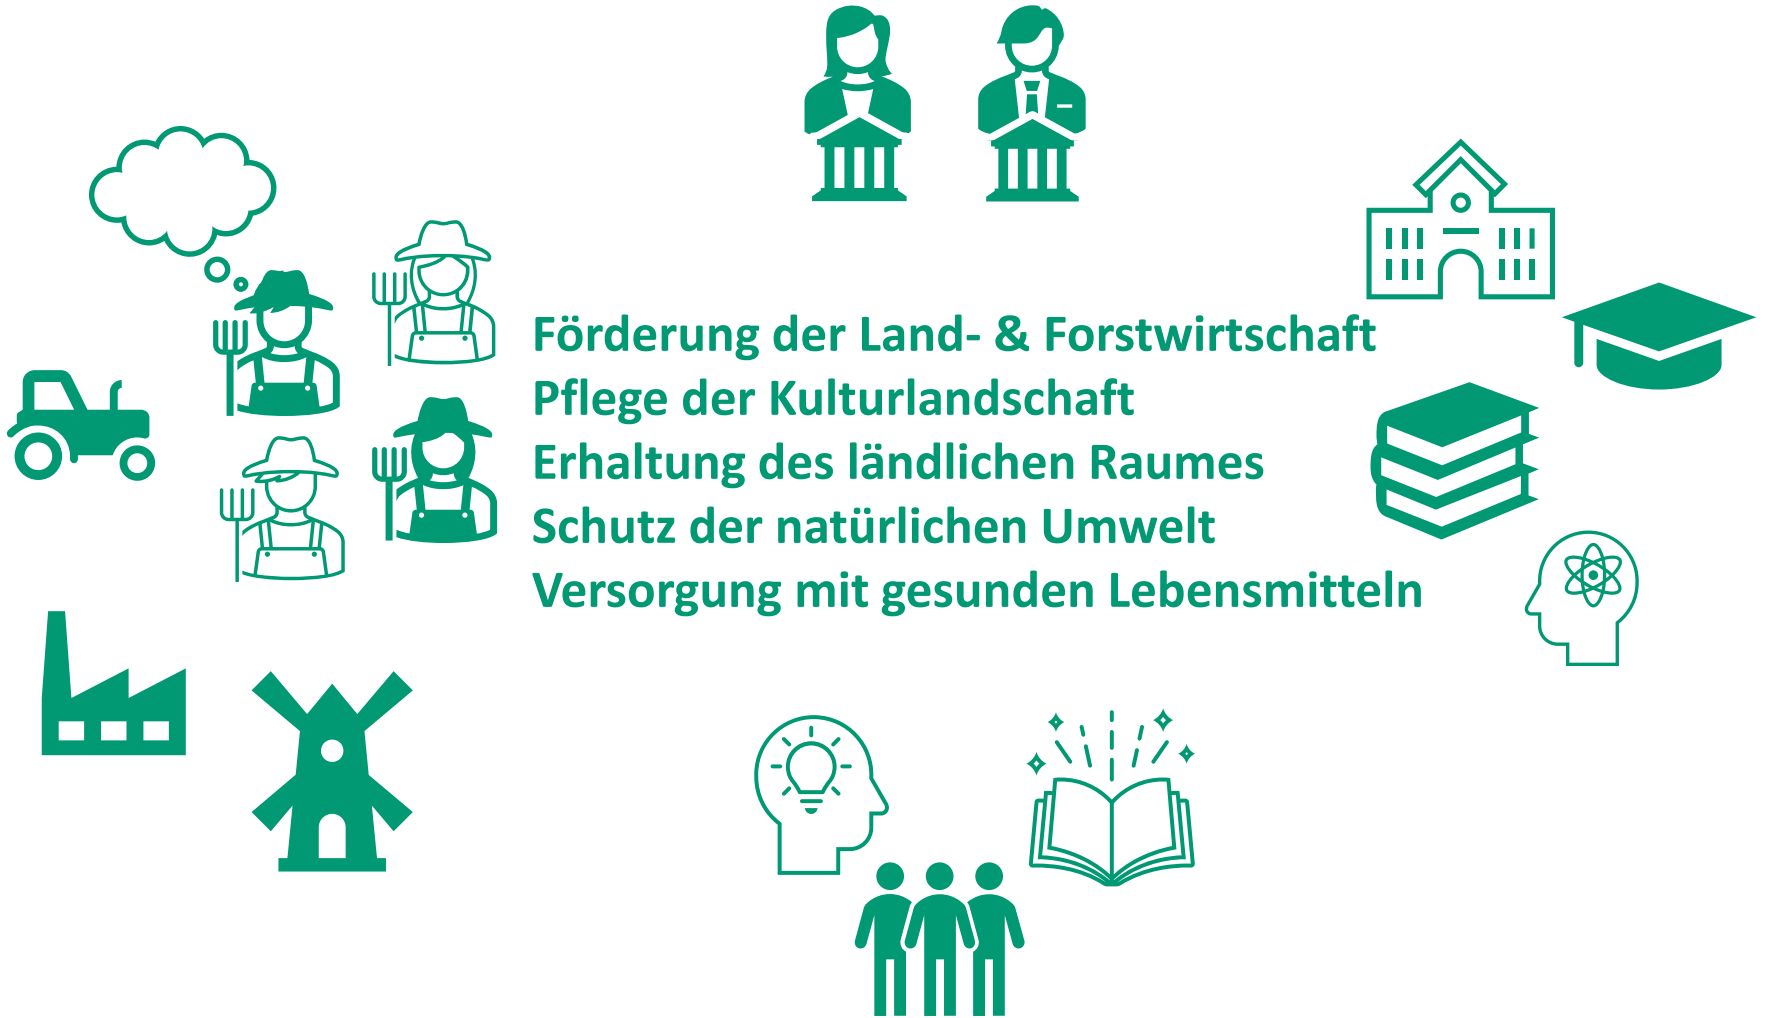 Förderung der Land- & Forstwirtschaft
Pflege der Kulturlandschaft
Erhaltung des ländlichen Raumes
Schutz der natürlichen Umwelt
Versorgung mit gesunden Lebensmitteln